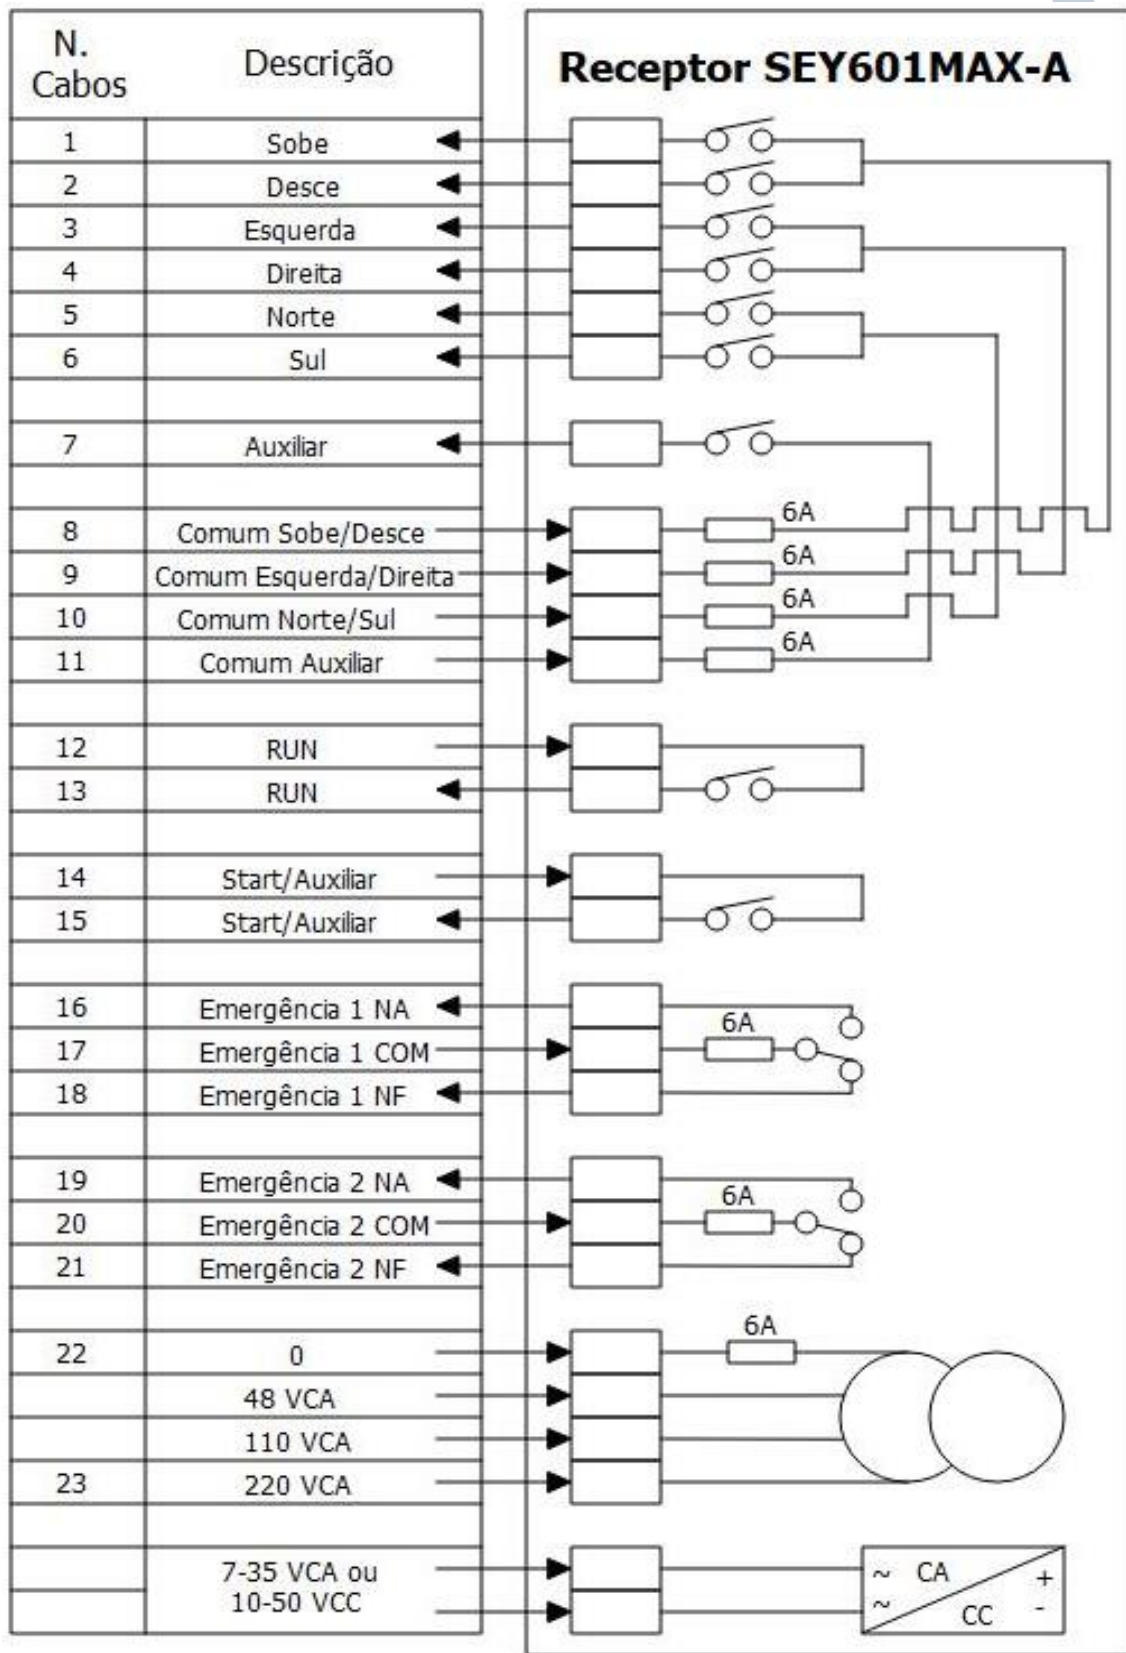 N. Cabos Descrição Receptor SEY601MAX-A
1 Sobe
2 Desce
3 Esquerda
4 Direita
5 Norte
6 Sul
7 Auxiliar
8 Comum Sobe/Desce 6A
9 Comum Esquerda/Direita 6A
10 Comum Norte/Sul 6A
11 Comum Auxiliar 6A
12 RUN
13 RUN
14 Start/Auxiliar
15 Start/Auxiliar
16 Emergência 1 NA
17 Emergência 1 COM 6A
18 Emergência 1 NF
19 Emergência 2 NA
20 Emergência 2 COM 6A
21 Emergência 2 NF
22 0 6A
48 VCA
110 VCA
23 220 VCA
7-35 VCA ou ~ CA +
10-50 VCC ~ CC -